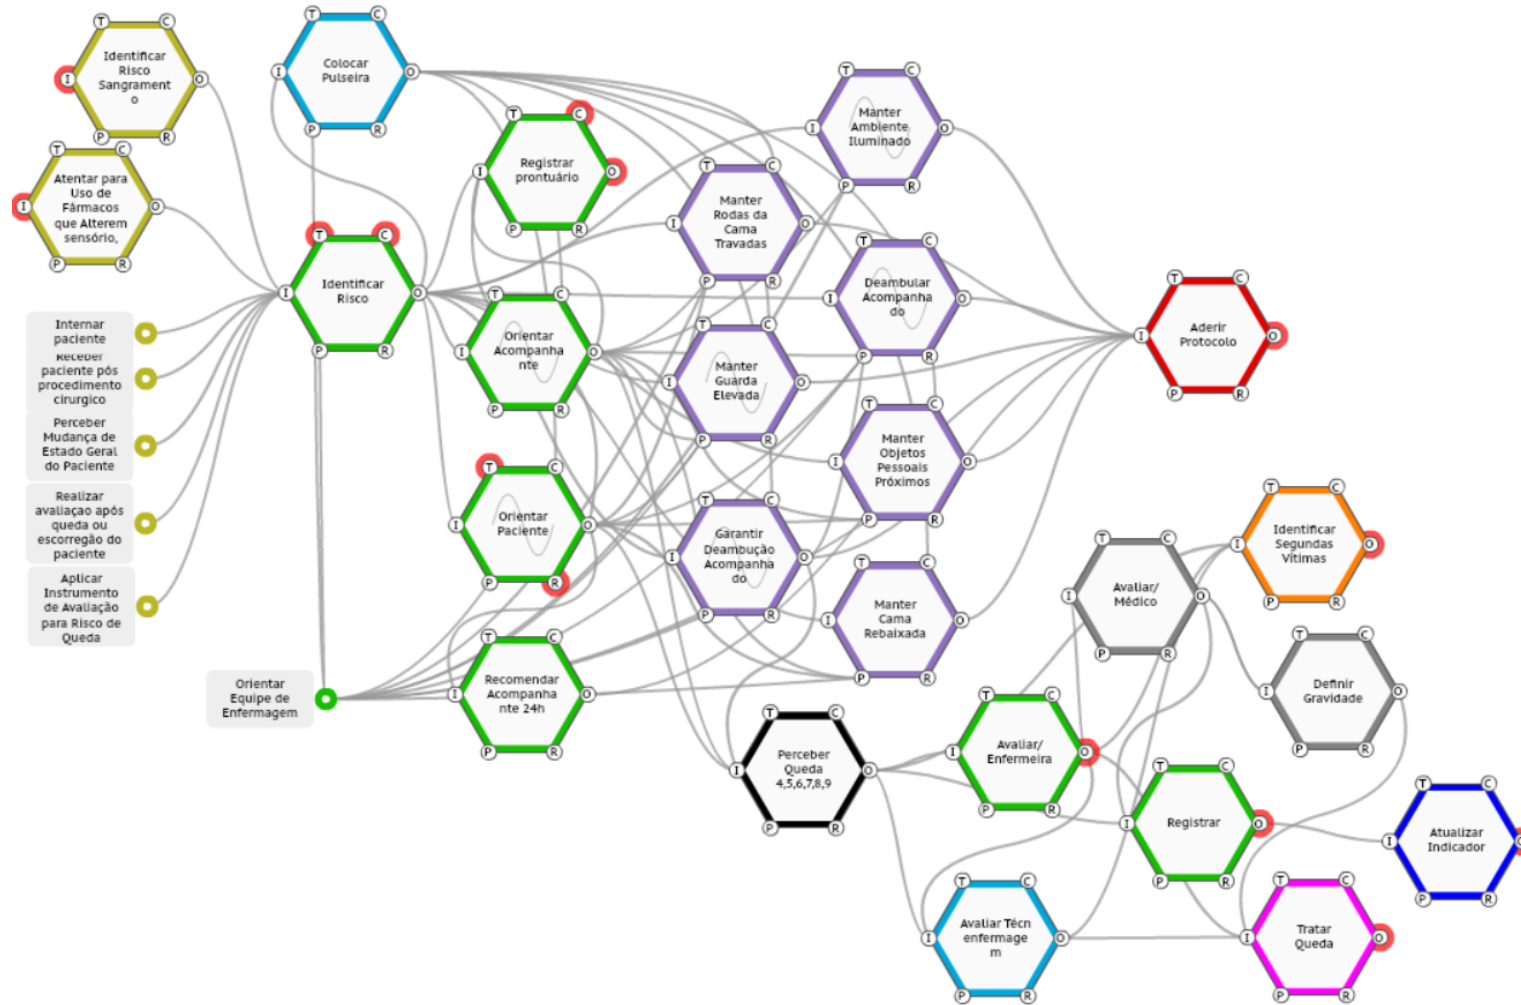 Identificar
Risco
Sangrament
o
Colocar
Pulseira
Atentar para
Uso de
Fármacos
que Alterem
sensório,
Registrar
prontuário
Manter
Ambiente
Iluminado
Manter
Rodas da
Cama
Travadas
Identificar
Risco
Deambular
Acompanha
do
Aderir
Protocolo
Internar
paciente
Receber
paciente pós
procedimento
cirurgico
Perceber
Mudança de
Estado Geral
do Paciente
Realizar
avaliaçao após
queda ou
escorregão do
paciente
Aplicar
Instrumento
de Avaliação
para Risco de
Queda
Orientar
Equipe de
Enfermagem
Orientar
Acompanha
nte
Manter
Guarda
Elevada
Manter
Objetos
Pessoais
Próximos
Orientar
Paciente
Garantir
Deambução
Acompanha
do
Manter
Cama
Rebaixada
Recomendar
Acompanha
nte 24h
Avaliar/
Médico
Identificar
Segundas
Vítimas
Definir
Gravidade
Perceber
Queda
4,5,6,7,8,9
Avaliar/
Enfermeira
Registrar
Atualizar
Indicador
Avaliar Técn
enfermage
m
Tratar
Queda